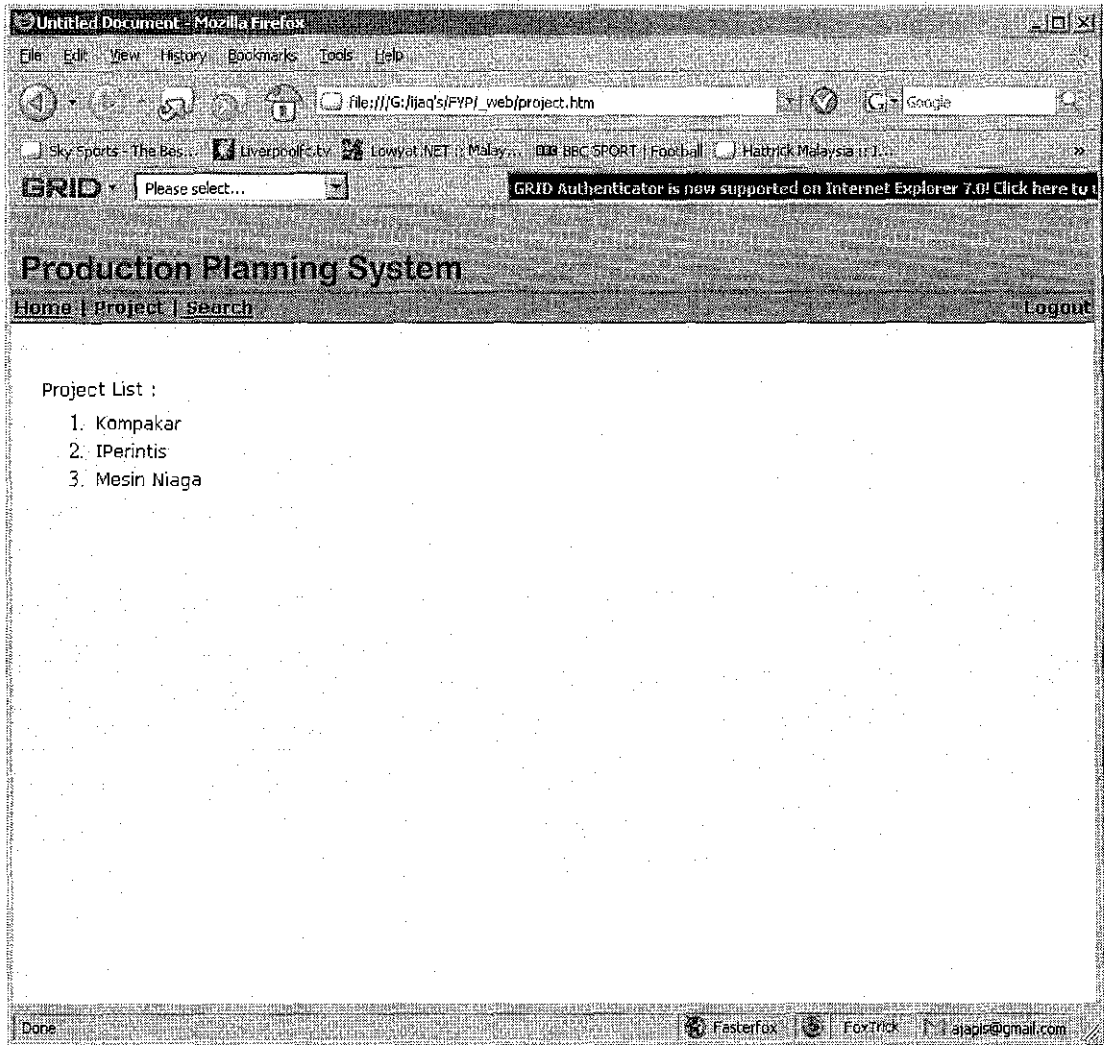 Untitled Document - Mozilla Firefox
File Edit View History Bookmarks Tools Help
file:///G:/Ijaq's/FYP/_web/project.htm Google
Sky Sports - The Bes... Liverpoolfc.tv Lowyat.NET :: Malay... BBC SPORT | Football Hattrick Malaysia ::
GRID Please select... GRID Authenticator is now supported on Internet Explorer 7.0! Click here to
Production Planning System
Home | Project | Search Logout
Project List :
1. Kompakar
2. IPerintis
3. Mesin Niaga
Done Fasterfox FoxTrick ajapis@gmail.com